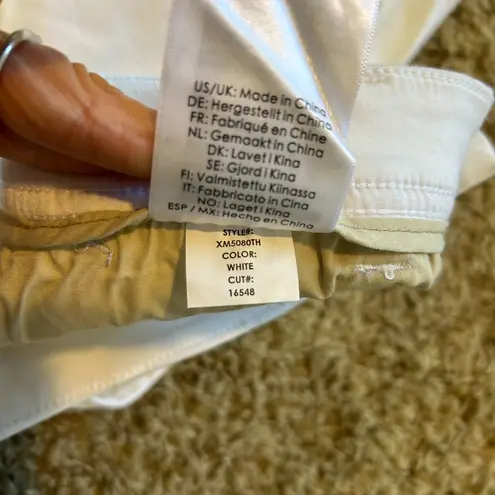 US/UK: Made in China
DE: Hergestellt in China
FR: Fabriqué en Chine
NL: Gemaakt in China
DK: Lavet i Kina
SE: Gjord i Kina
FI: Valmistettu Kiinassa
IT: Fabbricato in Cina
NO: Laget i Kina
ESP / MX: Hecho en China
STYLE#:
XM5080TH
COLOR:
WHITE
CUT#:
16548